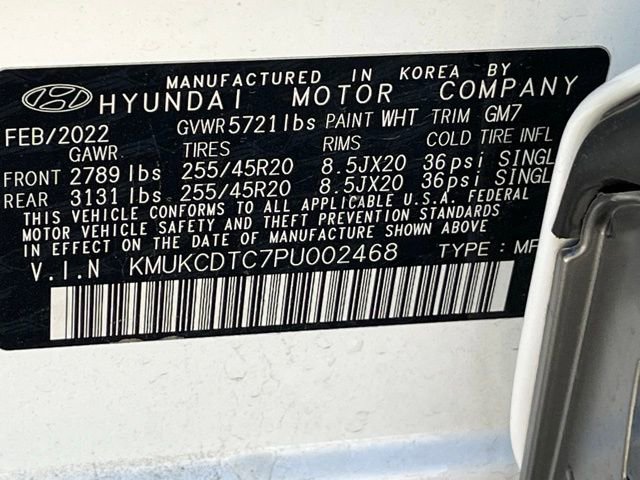 MANUFACTURED IN KOREA BY
HYUNDAI MOTOR COMPANY
FEB/2022 GVWR 5721 lbs PAINT WHT TRIM GM7
GAWR TIRES RIMS COLD TIRE INFL
FRONT 2789 lbs 255/45R20 8.5JX20 36psi SINGL
REAR 3131 lbs 255/45R20 8.5JX20 36psi SINGL
THIS VEHICLE CONFORMS TO ALL APPLICABLE U.S.A. FEDERAL
MOTOR VEHICLE SAFETY AND THEFT PREVENTION STANDARDS
IN EFFECT ON THE DATE OF MANUFACTURE SHOWN ABOVE
V.I.N KMUKCDTC7PU002468 TYPE : MP